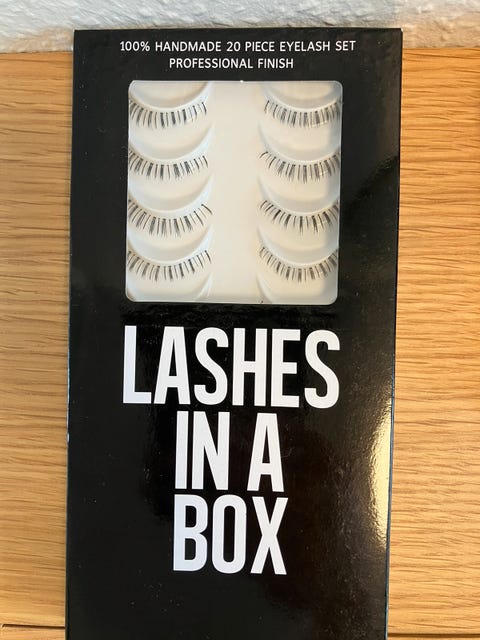 100% HANDMADE 20 PIECE EYELASH SET
PROFESSIONAL FINISH
LASHES
IN A
BOX